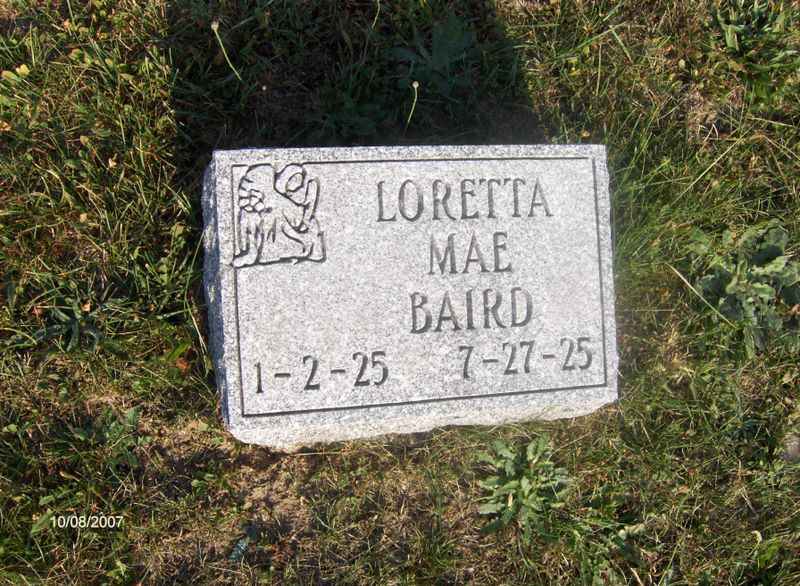 LORETTA
MAE
BAIRD
1-2-25 7-27-25
10/08/2007